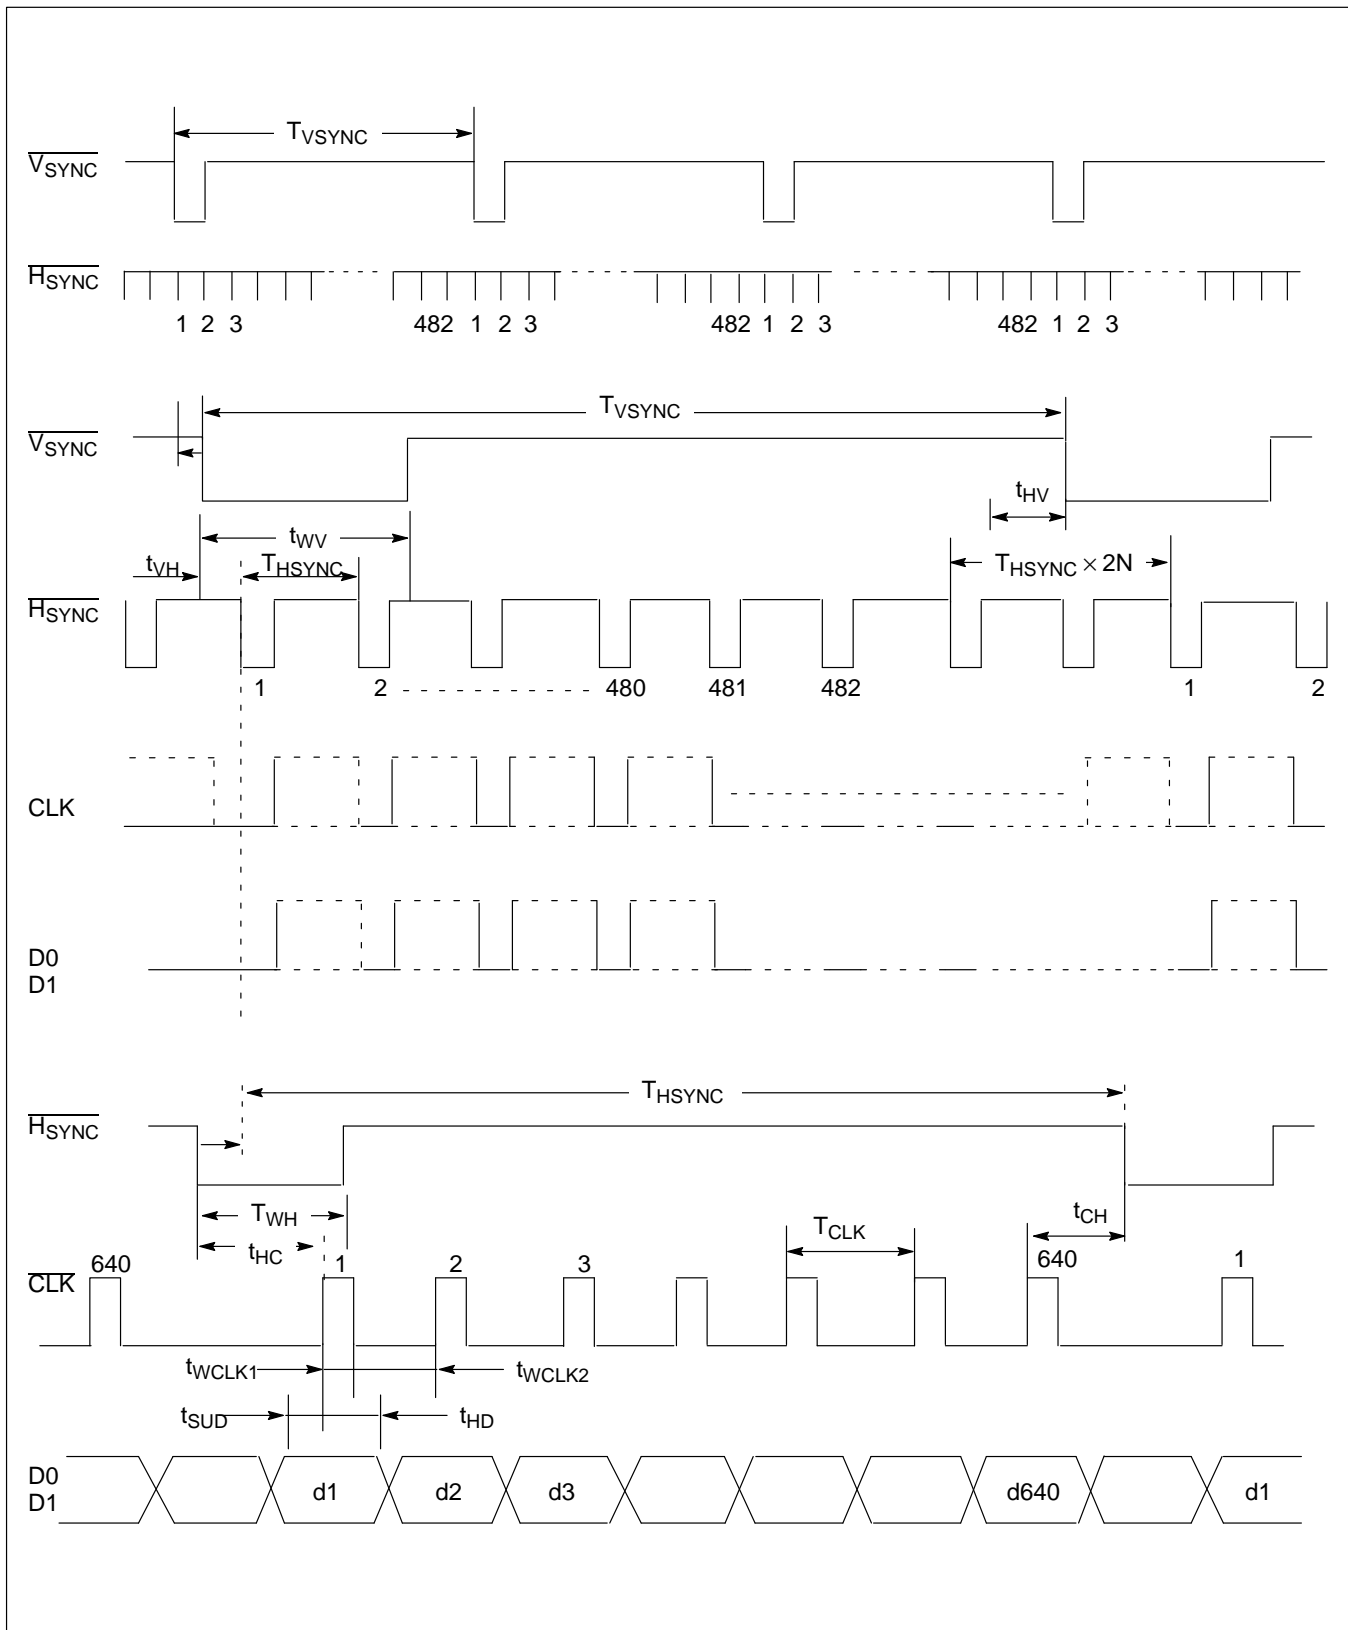 TVSYNC
VSYNC
HSYNC
1 2 3 482 1 2 3 482 1 2 3 482 1 2 3
TVSYNC
VSYNC
tHV
tWV
tVH THSYNC THSYNC × 2N
HSYNC
1 2 480 481 482 1 2
CLK
D0
D1
THSYNC
HSYNC
TWH tCH
TCLK
tHC
640 1 2 3 640 1
CLK
tWCLK1 tWCLK2
tSUD tHD
D0
D1
d1 d2 d3 d640 d1